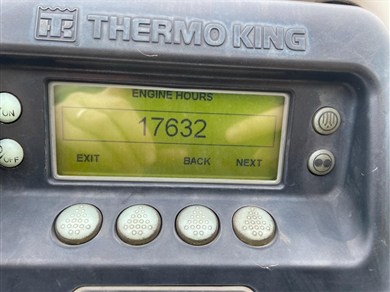 THERMO KING
ENGINE HOURS
ON
17632
EXIT BACK NEXT
OFF